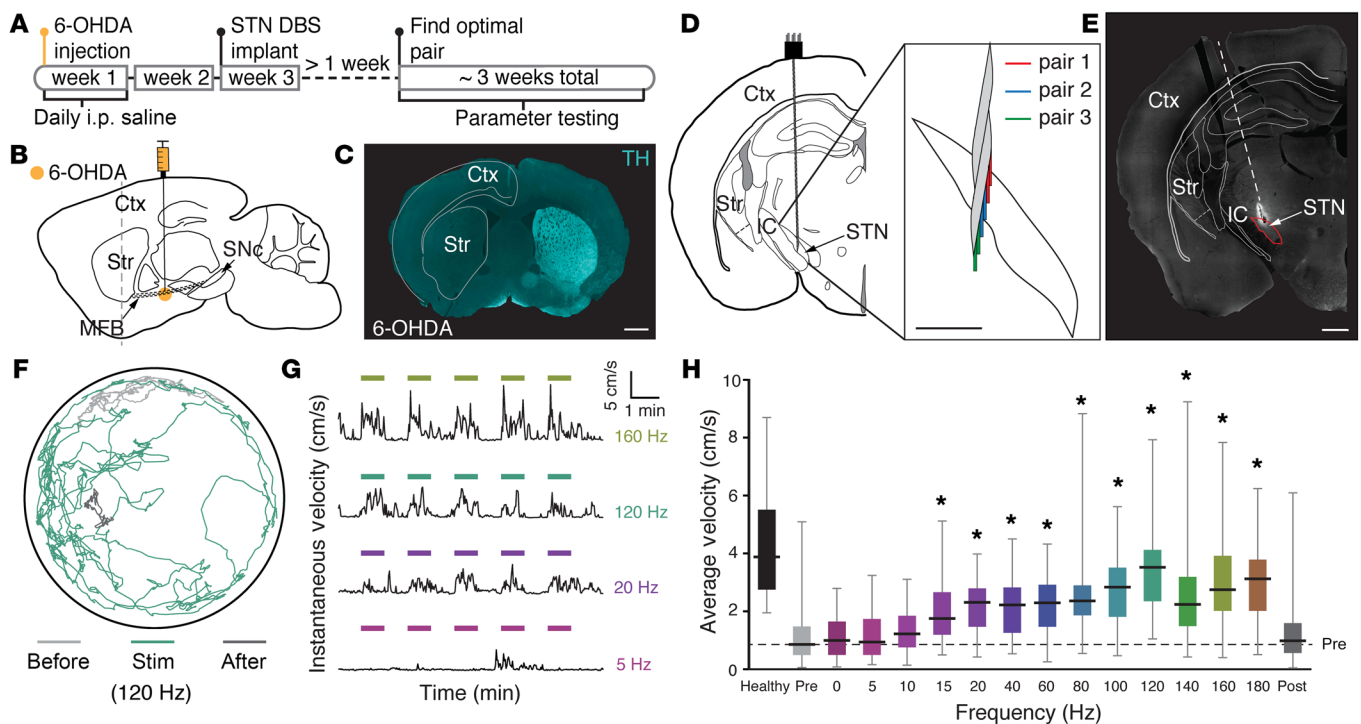 A
6-OHDA
injection
STN DBS
implant
Find optimal
pair
> 1 week
week 1
week 2
week 3
~ 3 weeks total
Daily i.p. saline
Parameter testing
B
6-OHDA
Ctx
Str
SNc
MFB
C
TH
Ctx
Str
6-OHDA
D
Ctx
Str
IC
STN
pair 1
pair 2
pair 3
E
Ctx
Str
IC
STN
F
Before
Stim
After
(120 Hz)
G
Instantaneous velocity (cm/s)
5 cm/s
1 min
160 Hz
120 Hz
20 Hz
5 Hz
Time (min)
H
Average velocity (cm/s)
10
8
6
4
2
0
* * * * * * * * * *
Pre
Healthy Pre 0 5 10 15 20 40 60 80 100 120 140 160 180 Post
Frequency (Hz)